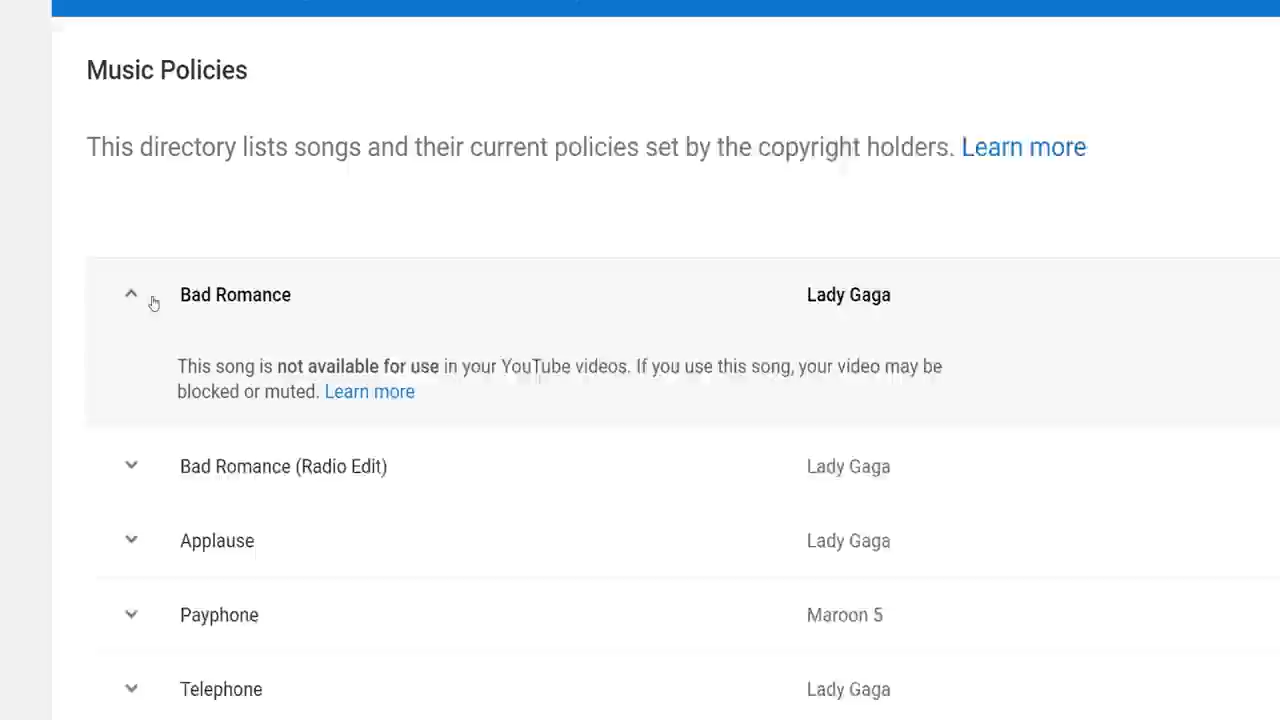 Music Policies
This directory lists songs and their current policies set by the copyright holders. Learn more
Bad Romance Lady Gaga
This song is not available for use in your YouTube videos. If you use this song, your video may be
blocked or muted. Learn more
Bad Romance (Radio Edit) Lady Gaga
Applause Lady Gaga
Payphone Maroon 5
Telephone Lady Gaga